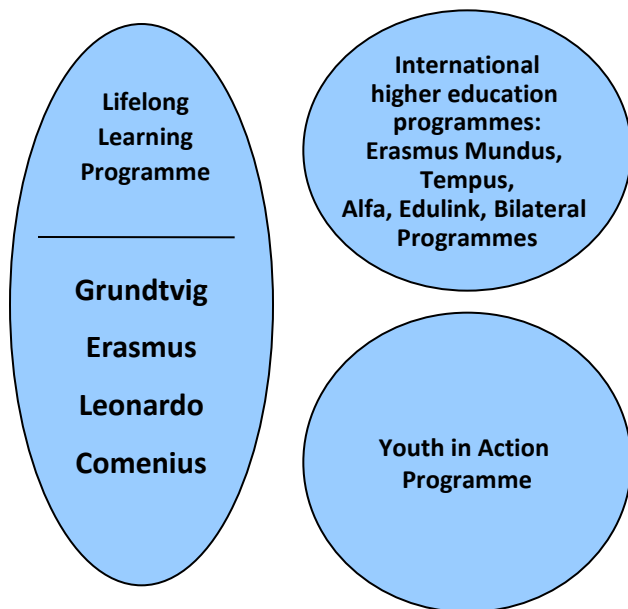 Lifelong
Learning
Programme
Grundtvig
Erasmus
Leonardo
Comenius
International
higher education
programmes:
Erasmus Mundus,
Tempus,
Alfa, Edulink, Bilateral
Programmes
Youth in Action
Programme